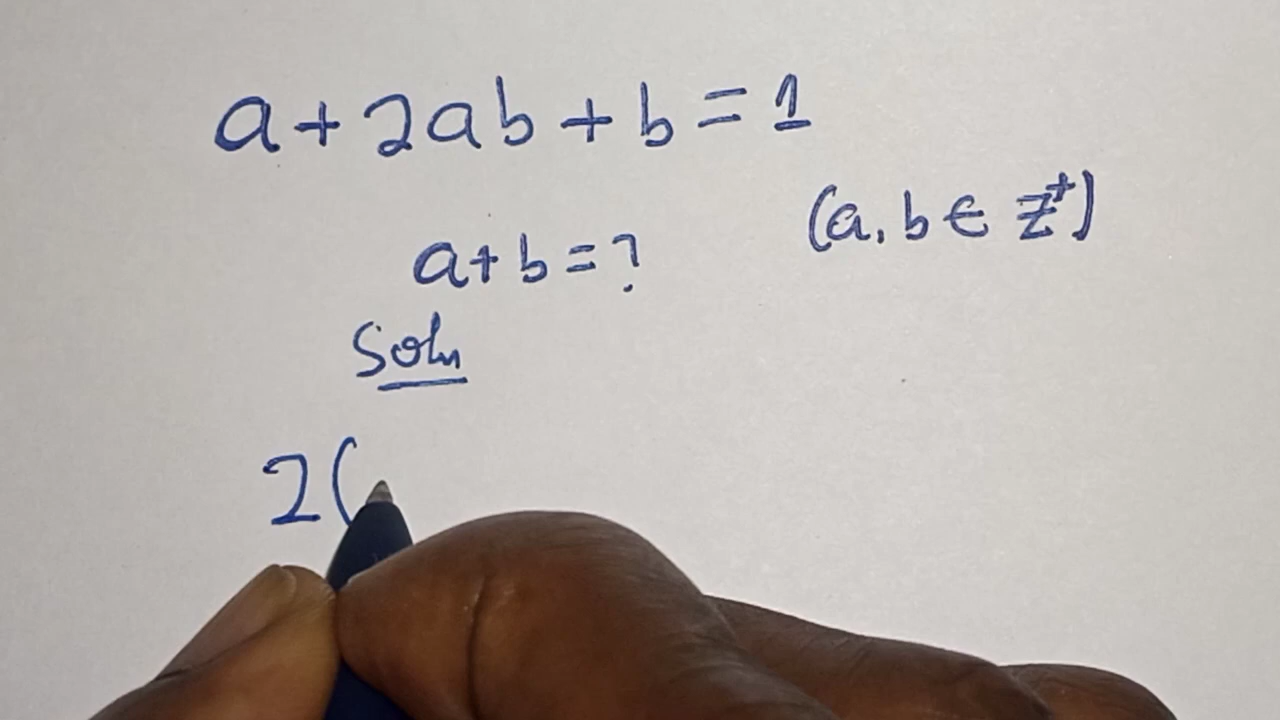 a+2ab+b=1
(a,b∈Z⁺)
a+b=?
Soln
2(